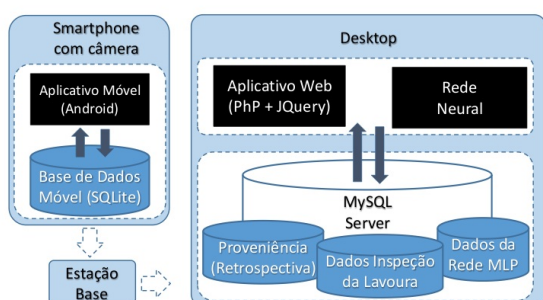 Smartphone
com câmera
Aplicativo Móvel
(Android)
Base de Dados
Móvel (SQLite)
Estação
Base
Desktop
Aplicativo Web
(PhP + JQuery)
Rede
Neural
MySQL
Server
Proveniência
(Retrospectiva)
Dados Inspeção
da Lavoura
Dados da
Rede MLP